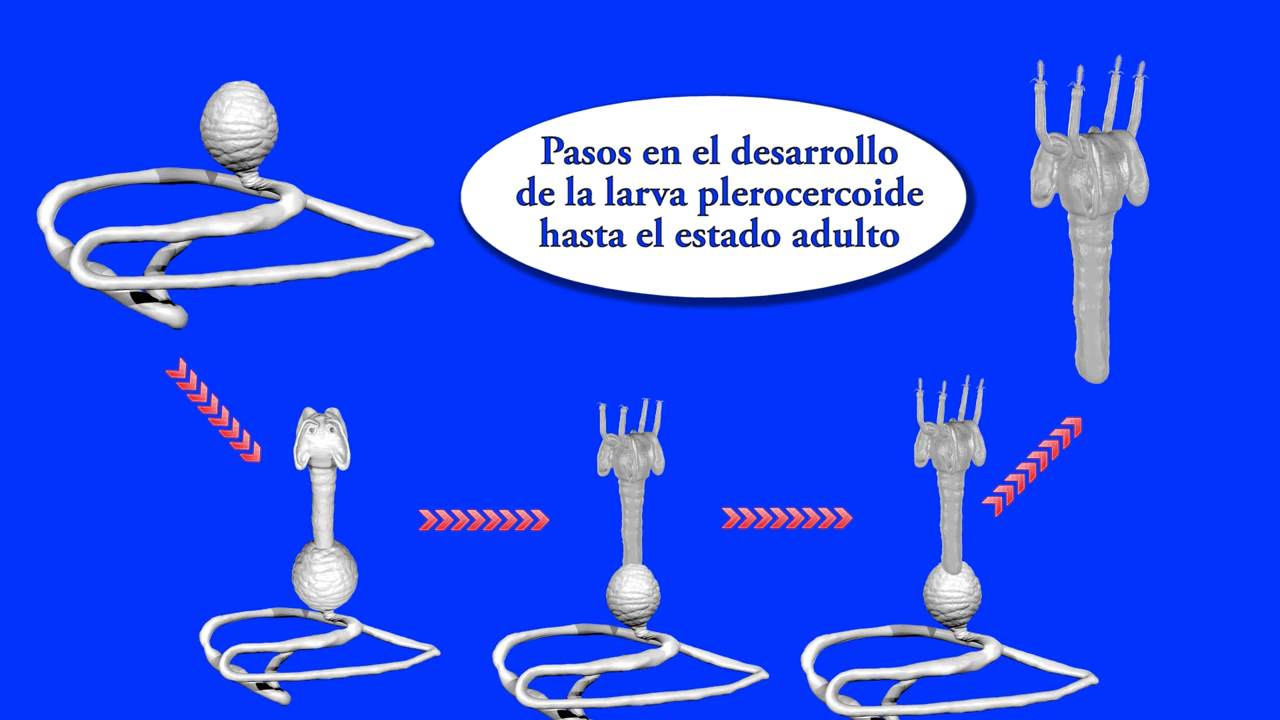 Pasos en el desarrollo
de la larva plerocercoide
hasta el estado adulto